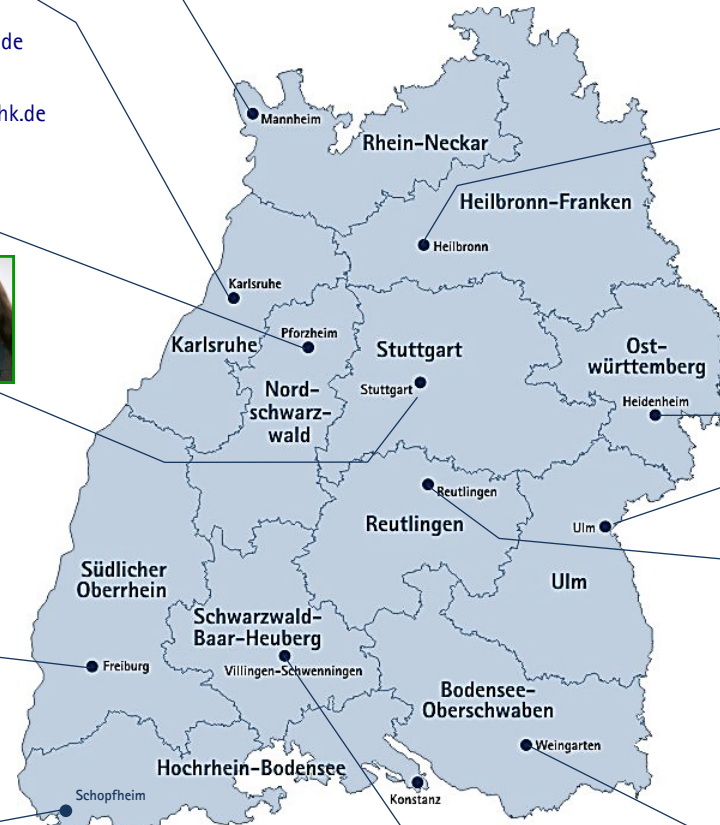 de
hk.de
Mannheim
Rhein-Neckar
Heilbronn-Franken
Heilbronn
Karlsruhe
Pforzheim
Karlsruhe
Stuttgart
Ost-
württemberg
Stuttgart
Nord-
schwarz-
wald
Heidenheim
Reutlingen
Reutlingen
Ulm
Ulm
Südlicher
Oberrhein
Schwarzwald-
Baar-Heuberg
Freiburg
Villingen-Schwenningen
Bodensee-
Oberschwaben
Weingarten
Hochrhein-Bodensee
Konstanz
Schopfheim